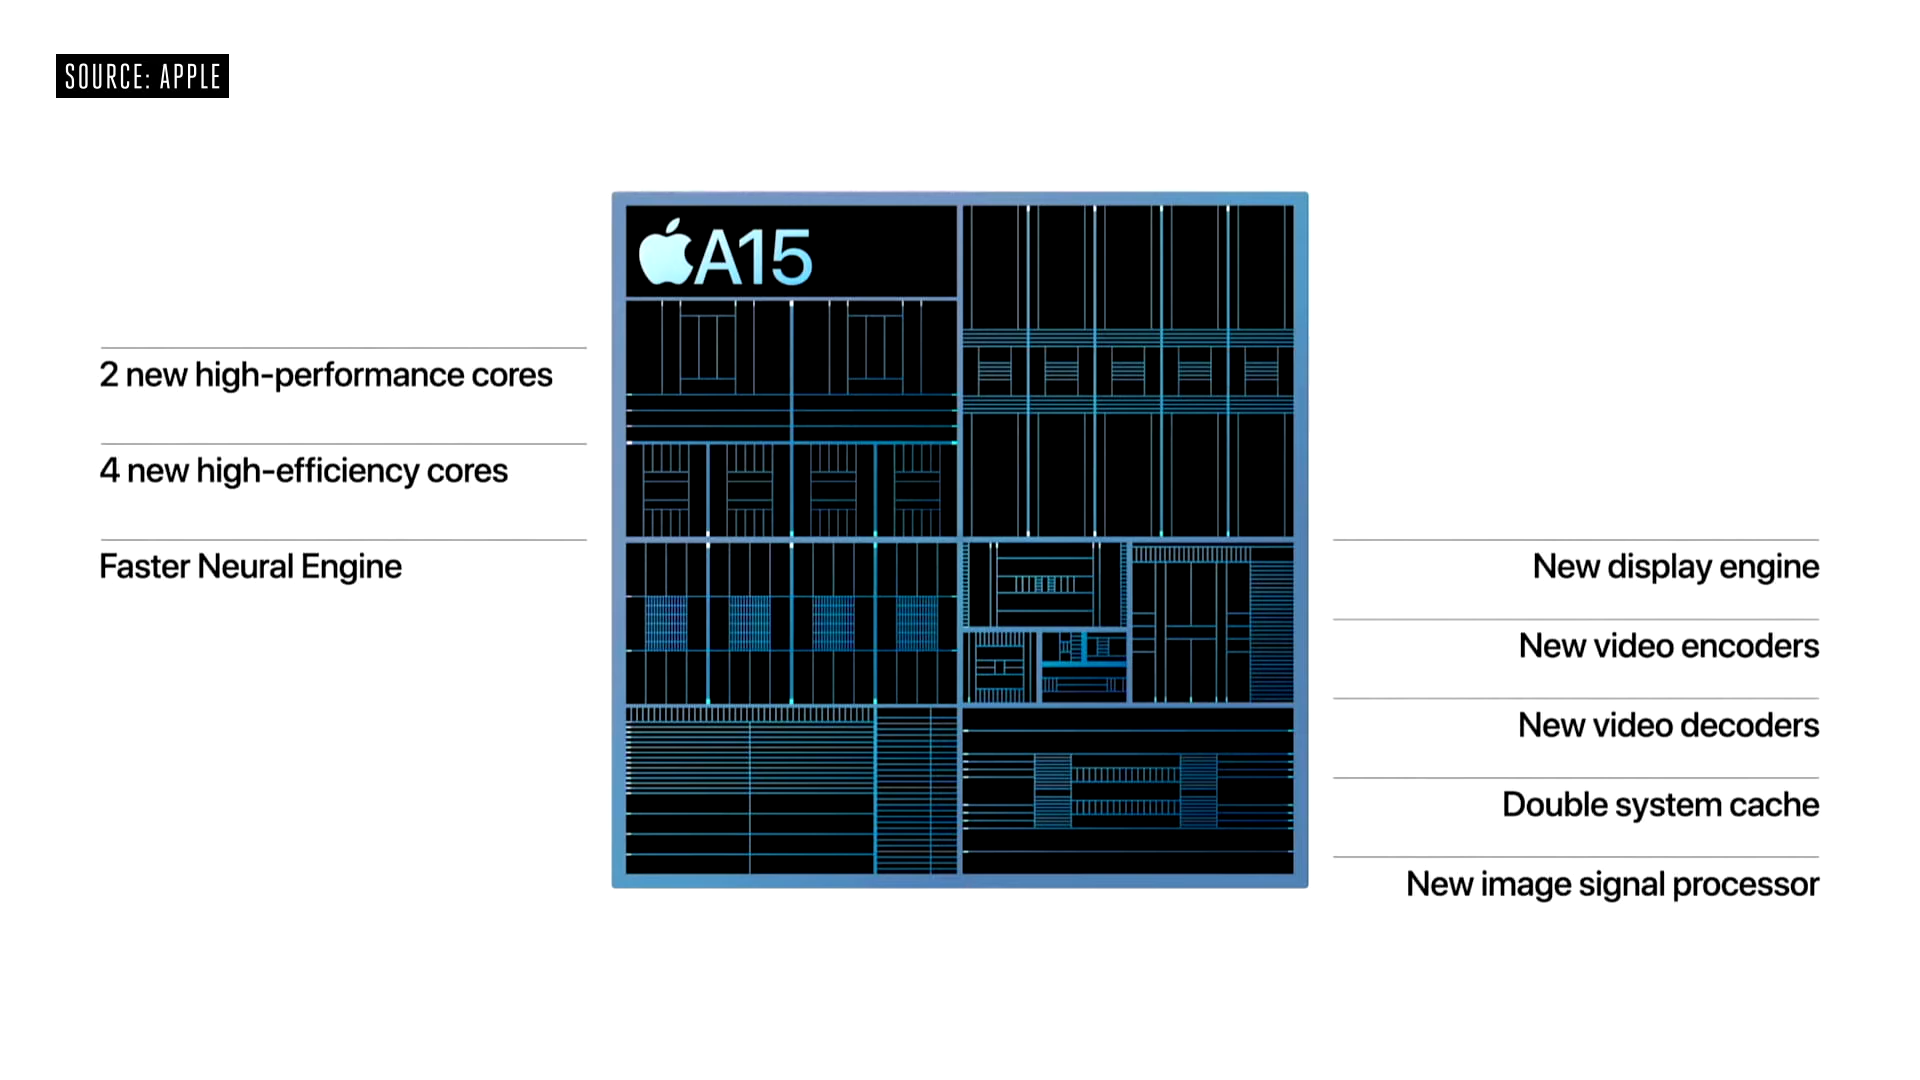 SOURCE: APPLE
A15
2 new high-performance cores
4 new high-efficiency cores
Faster Neural Engine
New display engine
New video encoders
New video decoders
Double system cache
New image signal processor